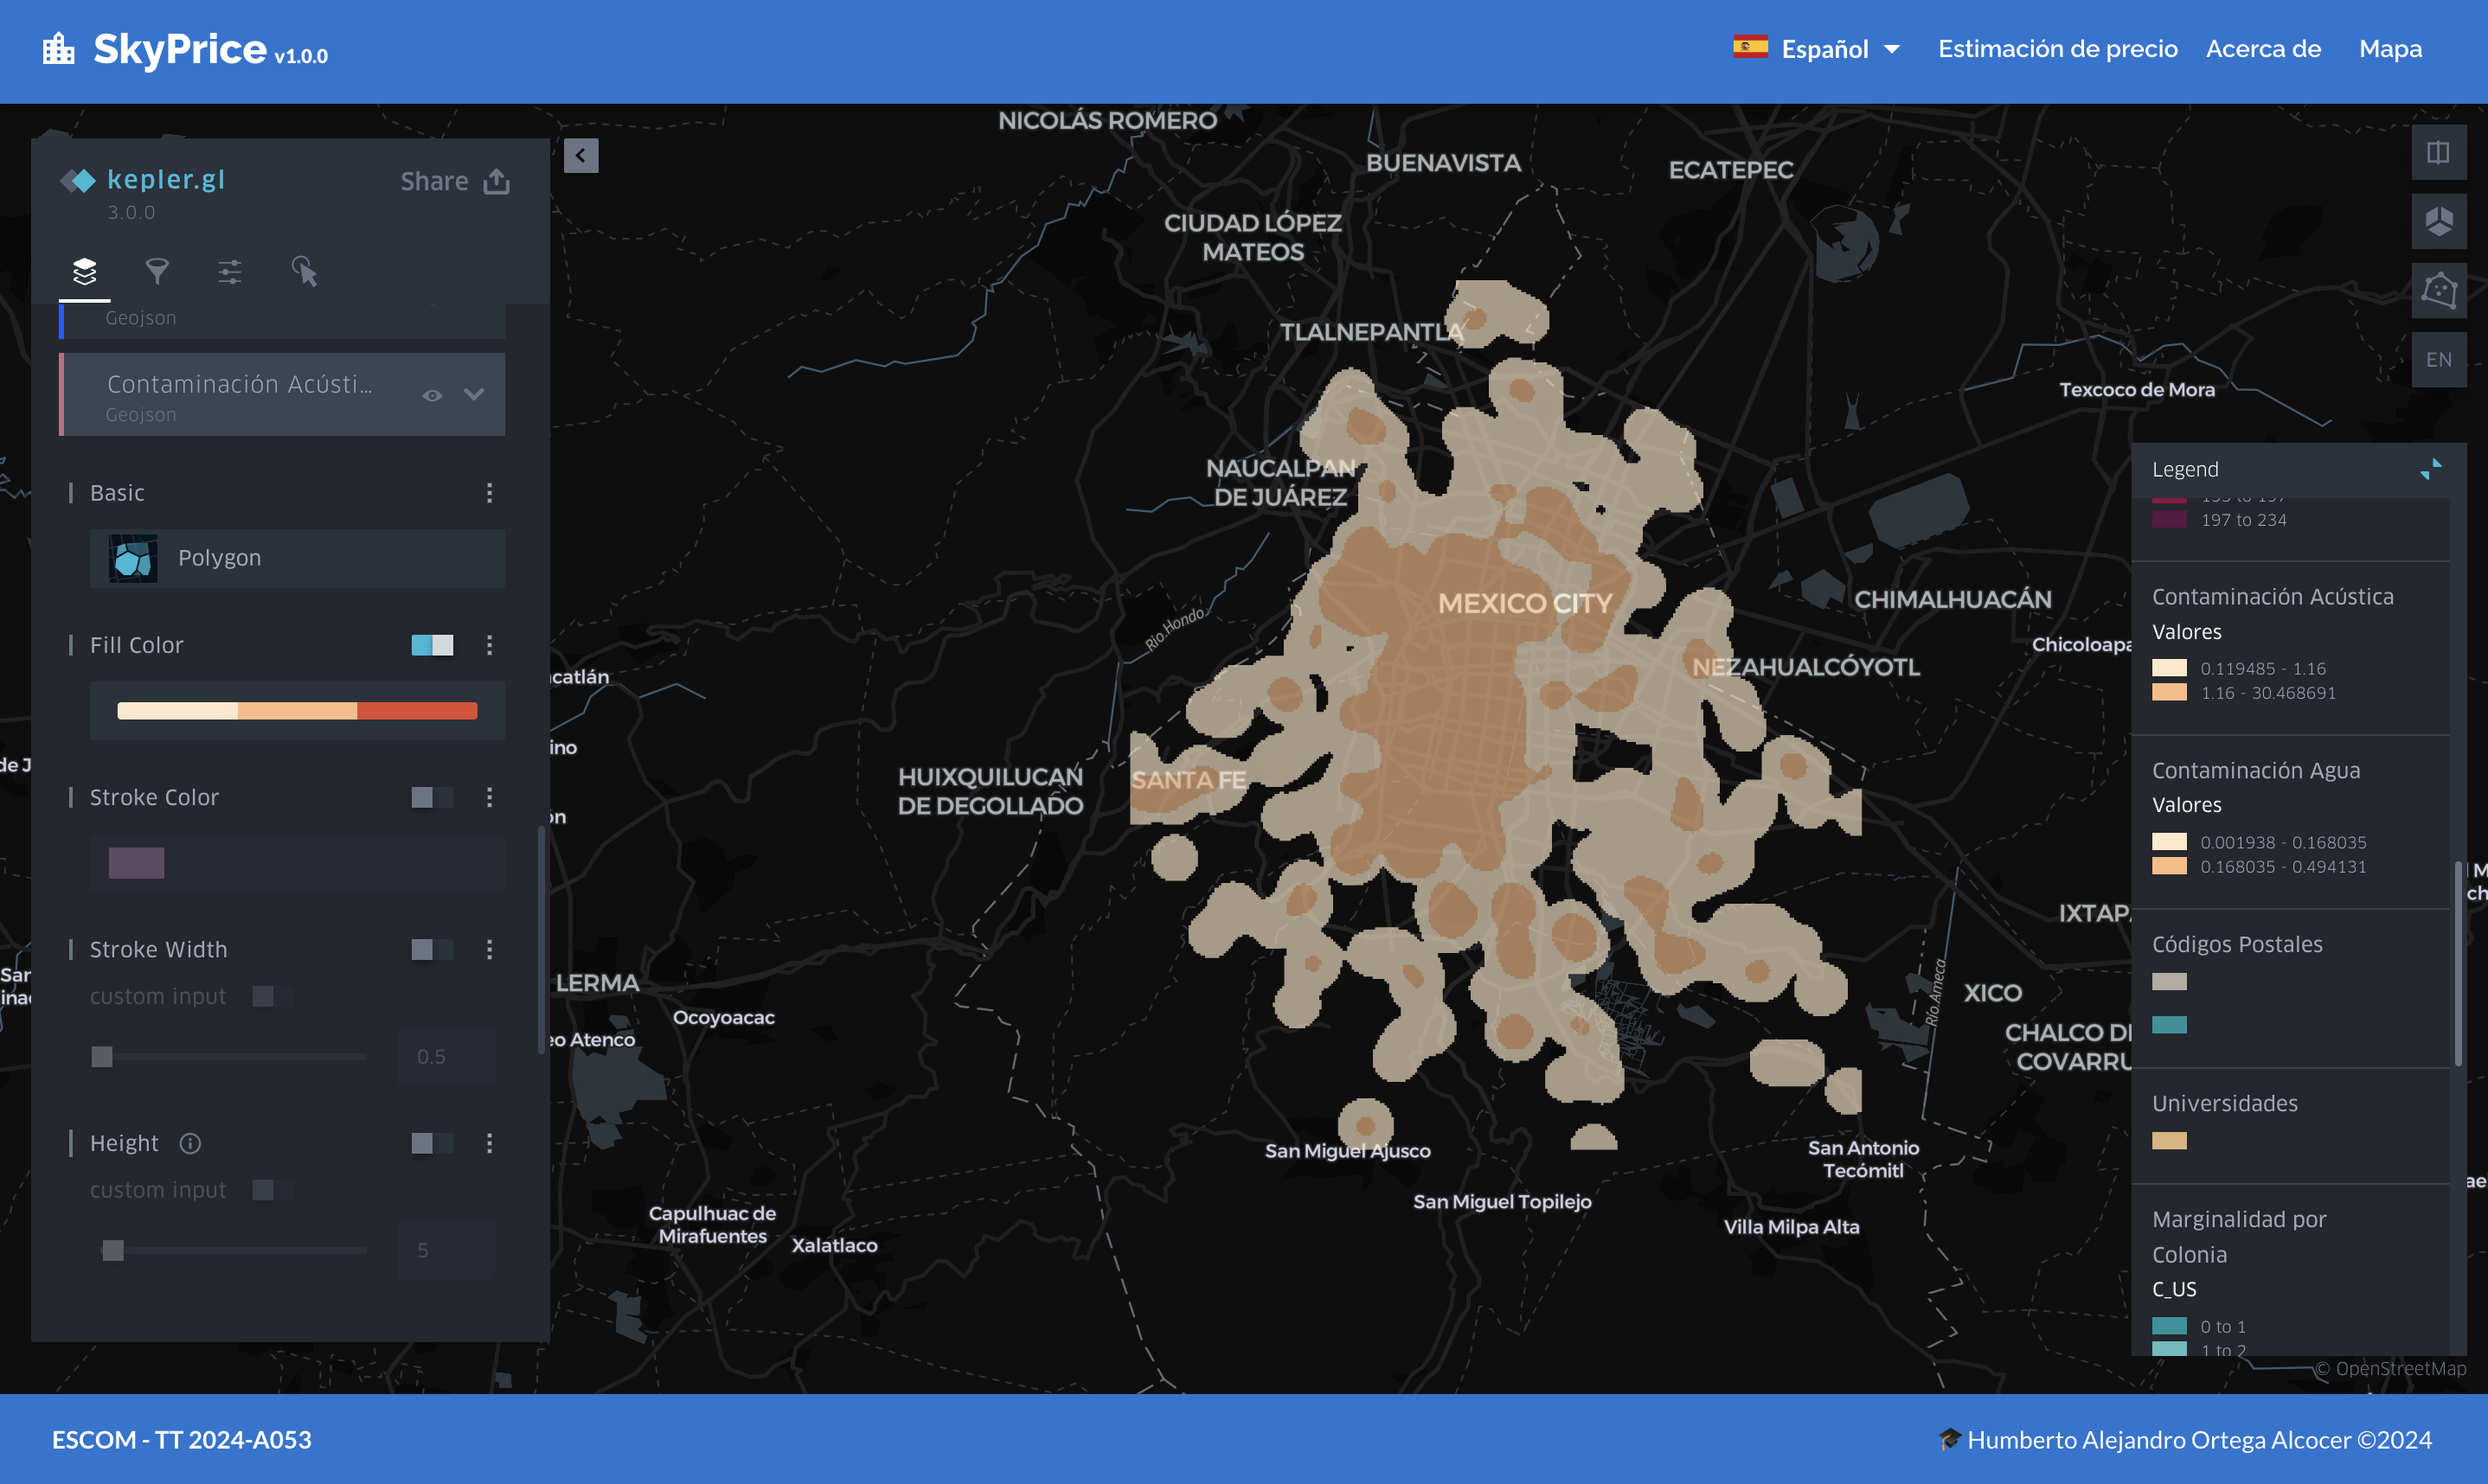 SkyPrice v1.0.0
Español
Estimación de precio
Acerca de
Mapa
kepler.gl
3.0.0
Share
Geojson
Contaminación Acústi...
Geojson
Basic
Polygon
Fill Color
Stroke Color
Stroke Width
custom input
0.5
Height
custom input
5
NICOLÁS ROMERO
BUENAVISTA
ECATEPEC
CIUDAD LÓPEZ
MATEOS
TLALNEPANTLA
Texcoco de Mora
NAUCALPAN
DE JUÁREZ
MEXICO CITY
CHIMALHUACÁN
Río Hondo
Chicoloapa
NEZAHUALCÓYOTL
catlán
ino
de J
HUIXQUILUCAN
DE DEGOLLADO
SANTA FE
ón
IXTAP
San
ina
LERMA
XICO
Río Ameca
Ocoyoacac
eo Atenco
CHALCO DE
COVARRU
San Miguel Ajusco
San Antonio
Tecómitl
San Miguel Topilejo
Capulhuac de
Mirafuentes
Xalatlaco
Villa Milpa Alta
EN
Legend
197 to 234
Contaminación Acústica
Valores
0.119485 - 1.16
1.16 - 30.468691
Contaminación Agua
Valores
0.001938 - 0.168035
0.168035 - 0.494131
Códigos Postales
Universidades
Marginalidad por
Colonia
C_US
0 to 1
1 to 2
© OpenStreetMap
ESCOM - TT 2024-A053
Humberto Alejandro Ortega Alcocer ©2024